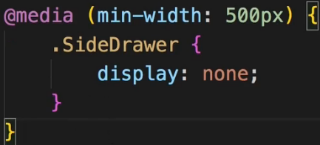 @media (min-width: 500px) {
    .SideDrawer {
        display: none;
    }
}